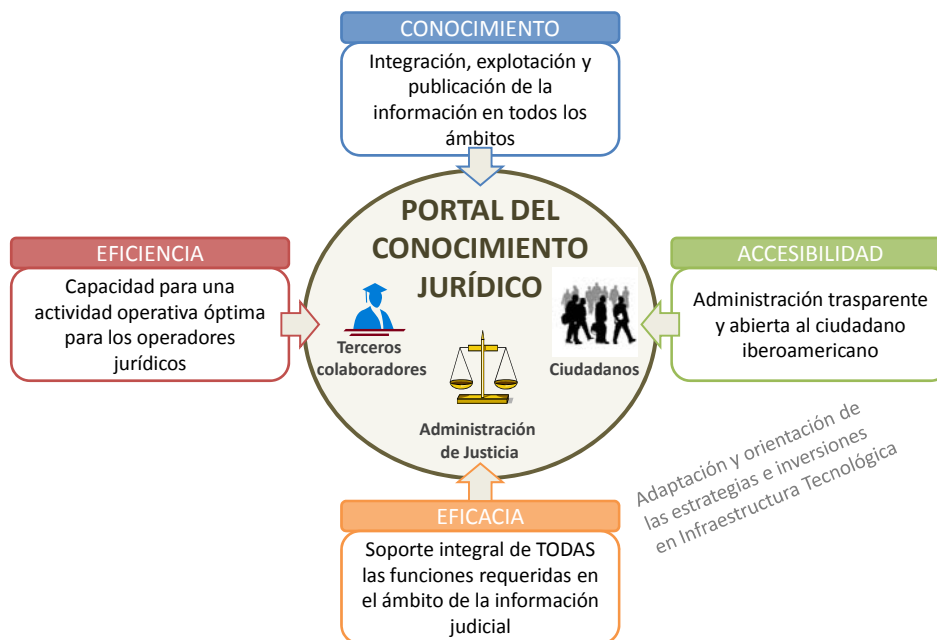 CONOCIMIENTO
Integración, explotación y
publicación de la
información en todos los
ámbitos
PORTAL DEL
CONOCIMIENTO
JURÍDICO
EFICIENCIA
Capacidad para una
actividad operativa óptima
para los operadores
jurídicos
ACCESIBILIDAD
Administración trasparente
y abierta al ciudadano
iberoamericano
Terceros
colaboradores
Ciudadanos
Administración
de Justicia
Adaptación y orientación de
las estrategias e inversiones
en Infraestructura Tecnológica
EFICACIA
Soporte integral de TODAS
las funciones requeridas en
el ámbito de la información
judicial